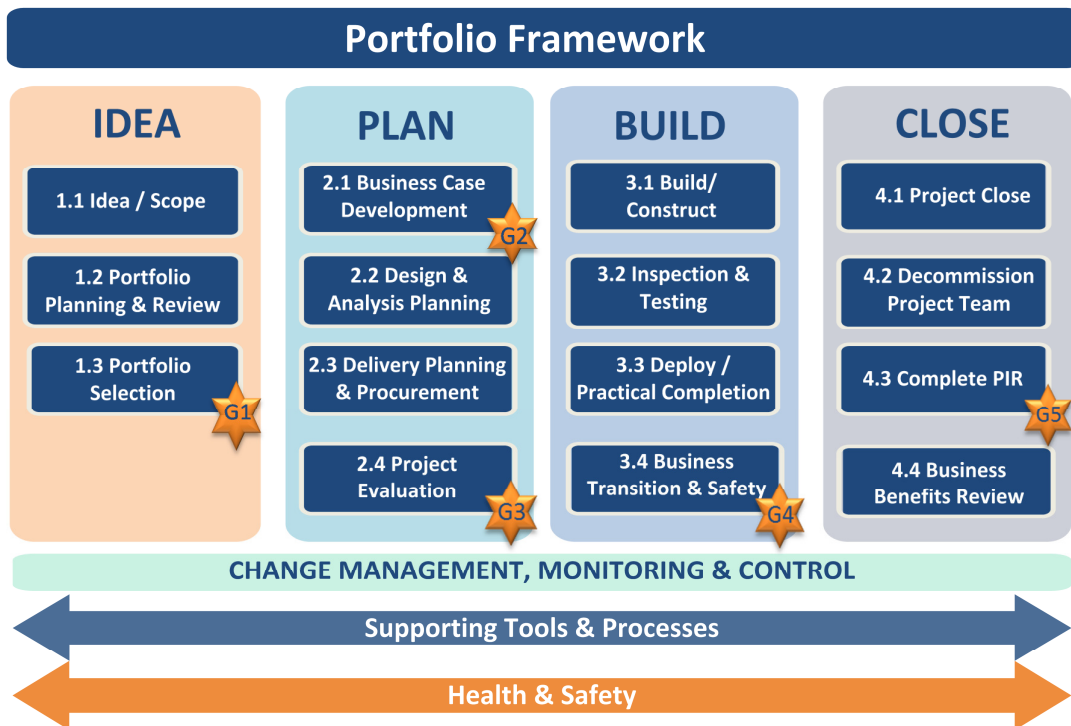 Portfolio Framework
IDEA
1.1 Idea / Scope
1.2 Portfolio
Planning & Review
1.3 Portfolio
Selection
G1
PLAN
2.1 Business Case
Development
G2
2.2 Design &
Analysis Planning
2.3 Delivery Planning
& Procurement
2.4 Project
Evaluation
G3
BUILD
3.1 Build/
Construct
3.2 Inspection &
Testing
3.3 Deploy /
Practical Completion
3.4 Business
Transition & Safety
G4
CLOSE
4.1 Project Close
4.2 Decommission
Project Team
4.3 Complete PIR
G5
4.4 Business
Benefits Review
CHANGE MANAGEMENT, MONITORING & CONTROL
Supporting Tools & Processes
Health & Safety